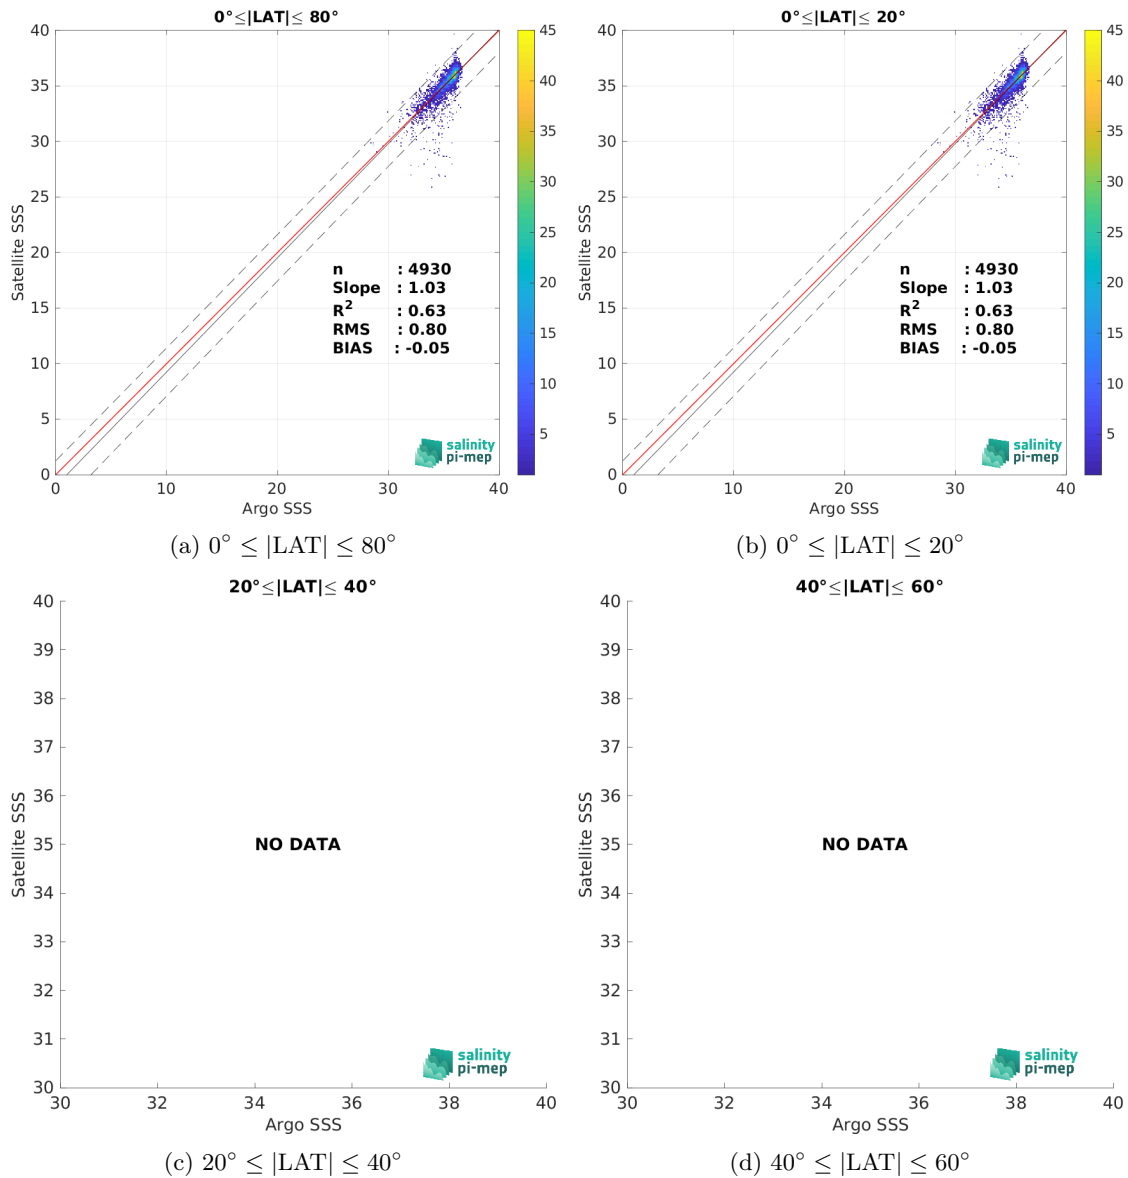 0°≤|LAT|≤ 80°
40
35
30
25
20
15
10
5
0
0
10
20
30
40
Satellite SSS
Argo SSS
n : 4930
Slope : 1.03
R² : 0.63
RMS : 0.80
BIAS : -0.05
salinity
pi-mep
45
40
35
30
25
20
15
10
5
(a) 0° ≤ |LAT| ≤ 80°
0°≤|LAT|≤ 20°
40
35
30
25
20
15
10
5
0
0
10
20
30
40
Satellite SSS
Argo SSS
n : 4930
Slope : 1.03
R² : 0.63
RMS : 0.80
BIAS : -0.05
salinity
pi-mep
45
40
35
30
25
20
15
10
5
(b) 0° ≤ |LAT| ≤ 20°
20°≤|LAT|≤ 40°
40
39
38
37
36
35
34
33
32
31
30
30
32
34
36
38
40
Satellite SSS
Argo SSS
NO DATA
salinity
pi-mep
(c) 20° ≤ |LAT| ≤ 40°
40°≤|LAT|≤ 60°
40
39
38
37
36
35
34
33
32
31
30
30
32
34
36
38
40
Satellite SSS
Argo SSS
NO DATA
salinity
pi-mep
(d) 40° ≤ |LAT| ≤ 60°